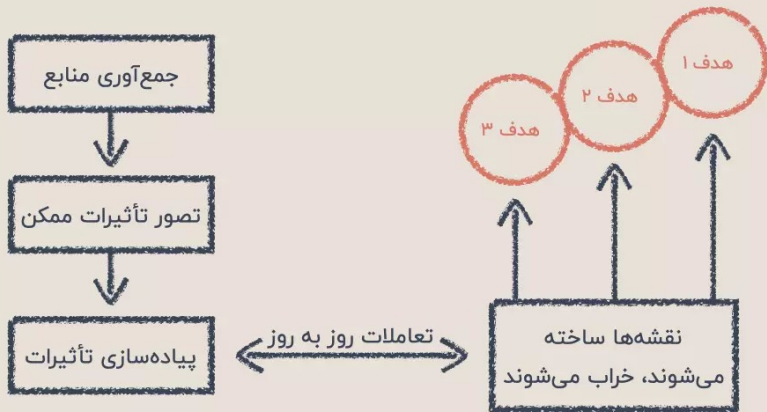 هدف ۱
هدف ۲
هدف ۳
جمع‌آوری منابع
تصور تأثیرات ممکن
پیاده‌سازی تأثیرات
تعاملات روز به روز
نقشه‌ها ساخته
می‌شوند، خراب می‌شوند